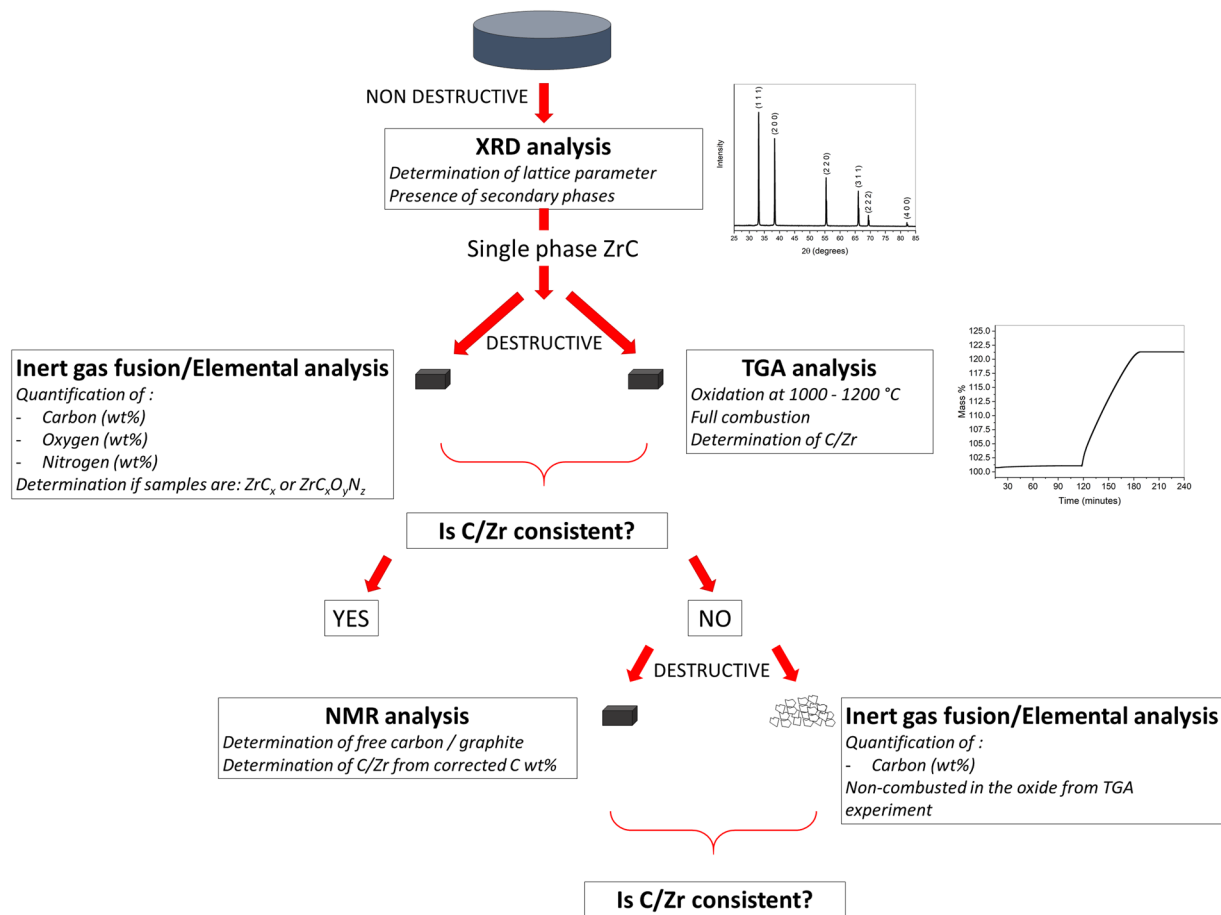 NON DESTRUCTIVE
XRD analysis
Determination of lattice parameter
Presence of secondary phases
Intensity
(1 1 1)
(2 0 0)
(2 2 0)
(3 1 1)
(2 2 2)
(4 0 0)
25 35 45 55 65 75 85
2θ (degrees)
Single phase ZrC
DESTRUCTIVE
Inert gas fusion/Elemental analysis
Quantification of :
- Carbon (wt%)
- Oxygen (wt%)
- Nitrogen (wt%)
Determination if samples are: ZrCₓ or ZrCₓOᵧN_z
TGA analysis
Oxidation at 1000 - 1200 °C
Full combustion
Determination of C/Zr
Mass %
125.0
122.5
120.0
117.5
115.0
112.5
110.0
107.5
105.0
102.5
100.0
30 60 90 120 150 180 210 240
Time (minutes)
Is C/Zr consistent?
YES
NO
DESTRUCTIVE
NMR analysis
Determination of free carbon / graphite
Determination of C/Zr from corrected C wt%
Inert gas fusion/Elemental analysis
Quantification of :
- Carbon (wt%)
Non-combusted in the oxide from TGA
experiment
Is C/Zr consistent?